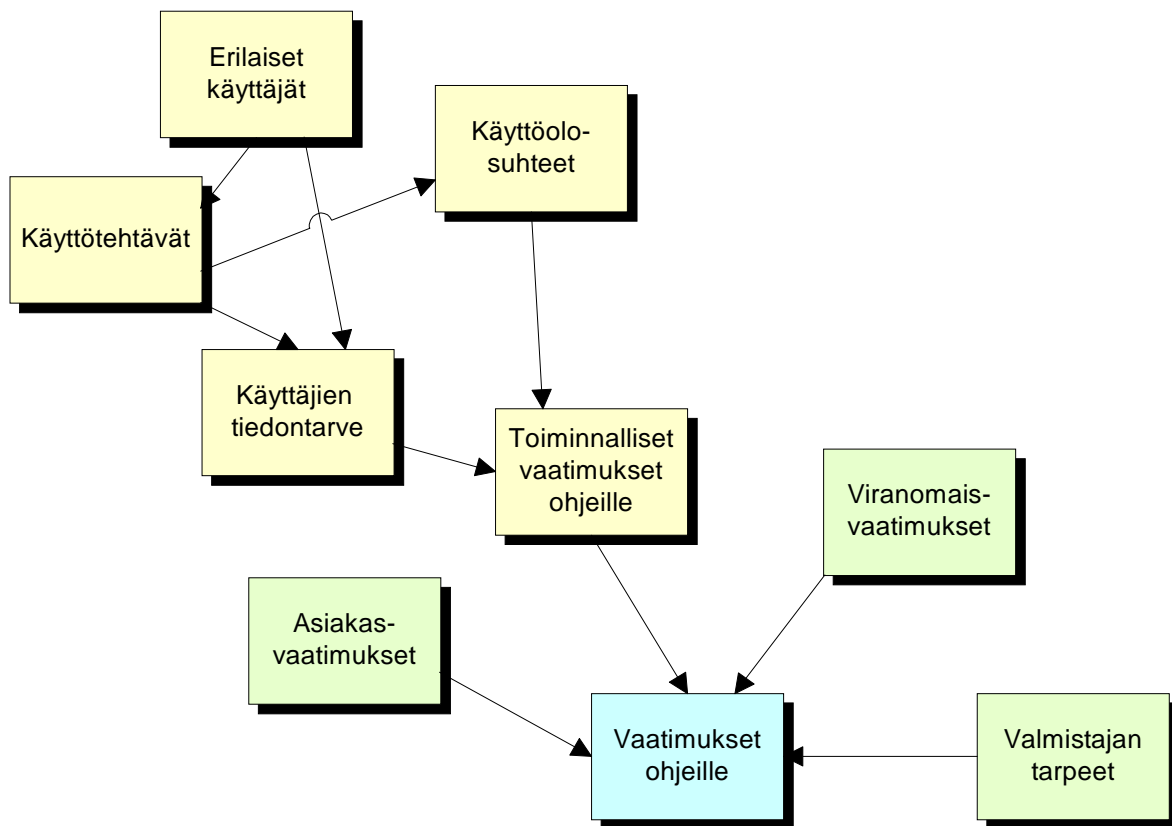 Erilaiset
käyttäjät
Käyttöolo-
suhteet
Käyttötehtävät
Käyttäjien
tiedontarve
Toiminnalliset
vaatimukset
ohjeille
Viranomais-
vaatimukset
Asiakas-
vaatimukset
Vaatimukset
ohjeille
Valmistajan
tarpeet